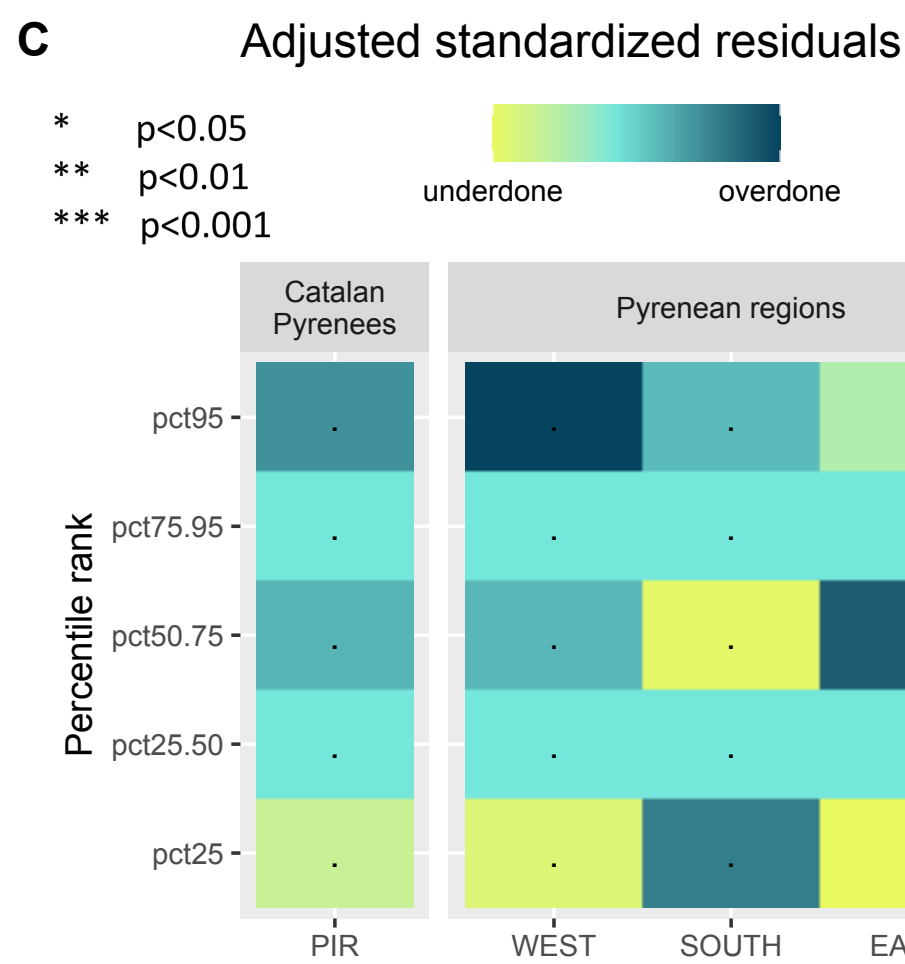 C
Adjusted standardized residuals
* p<0.05
** p<0.01
*** p<0.001
underdone
overdone
Catalan
Pyrenees
Pyrenean regions
Percentile rank
pct95
pct75.95
pct50.75
pct25.50
pct25
PIR
WEST
SOUTH